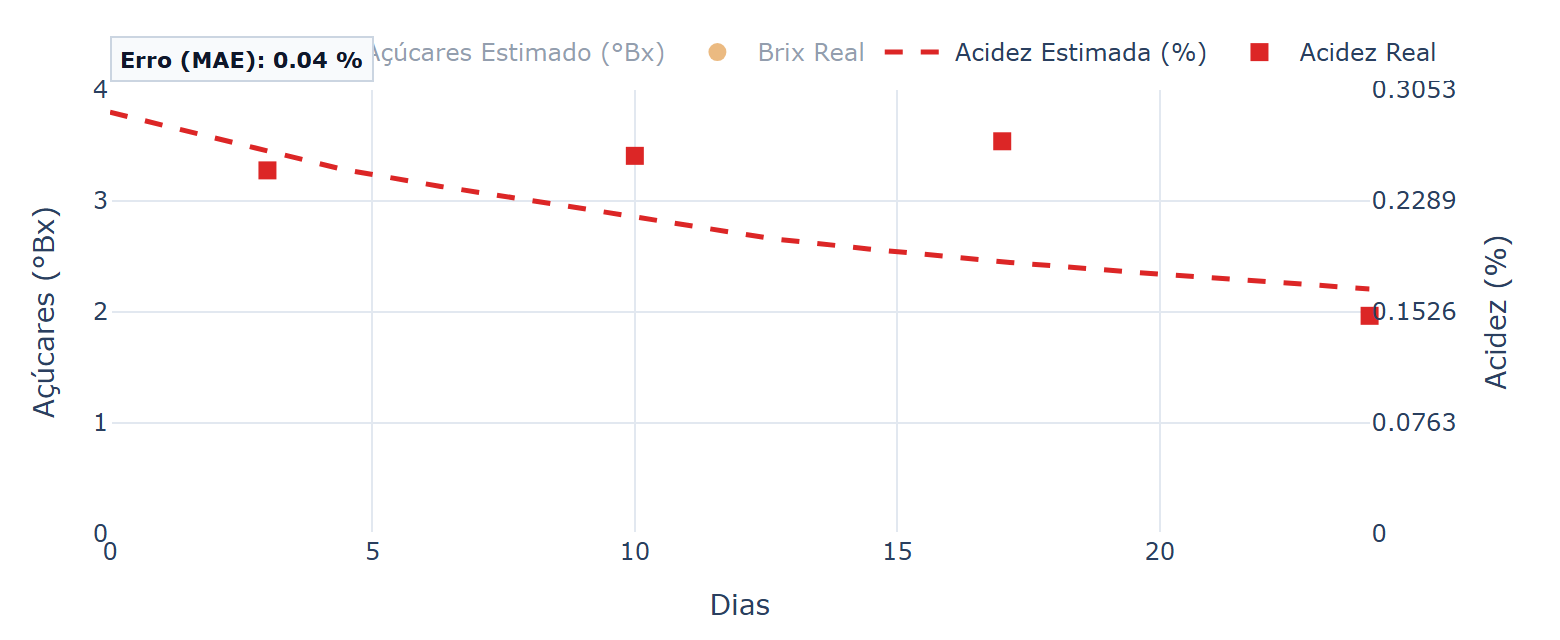 Erro (MAE): 0.04 %
Açúcares Estimado (°Bx)
Brix Real
Acidez Estimada (%)
Acidez Real
4
3
2
1
0
Açúcares (°Bx)
0.3053
0.2289
0.1526
0.0763
0
Acidez (%)
0
5
10
15
20
Dias